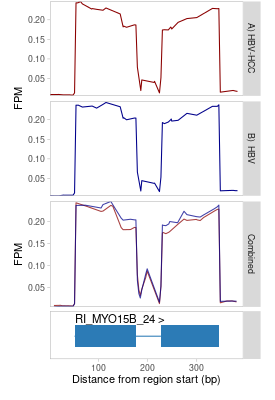 0.20
0.15
0.10
0.05
FPM
A) HBV-HCC
0.20
0.15
0.10
0.05
B) HBV
0.20
0.15
0.10
0.05
FPM
Combined
RI_MYO15B_24 >
100
200
300
Distance from region start (bp)